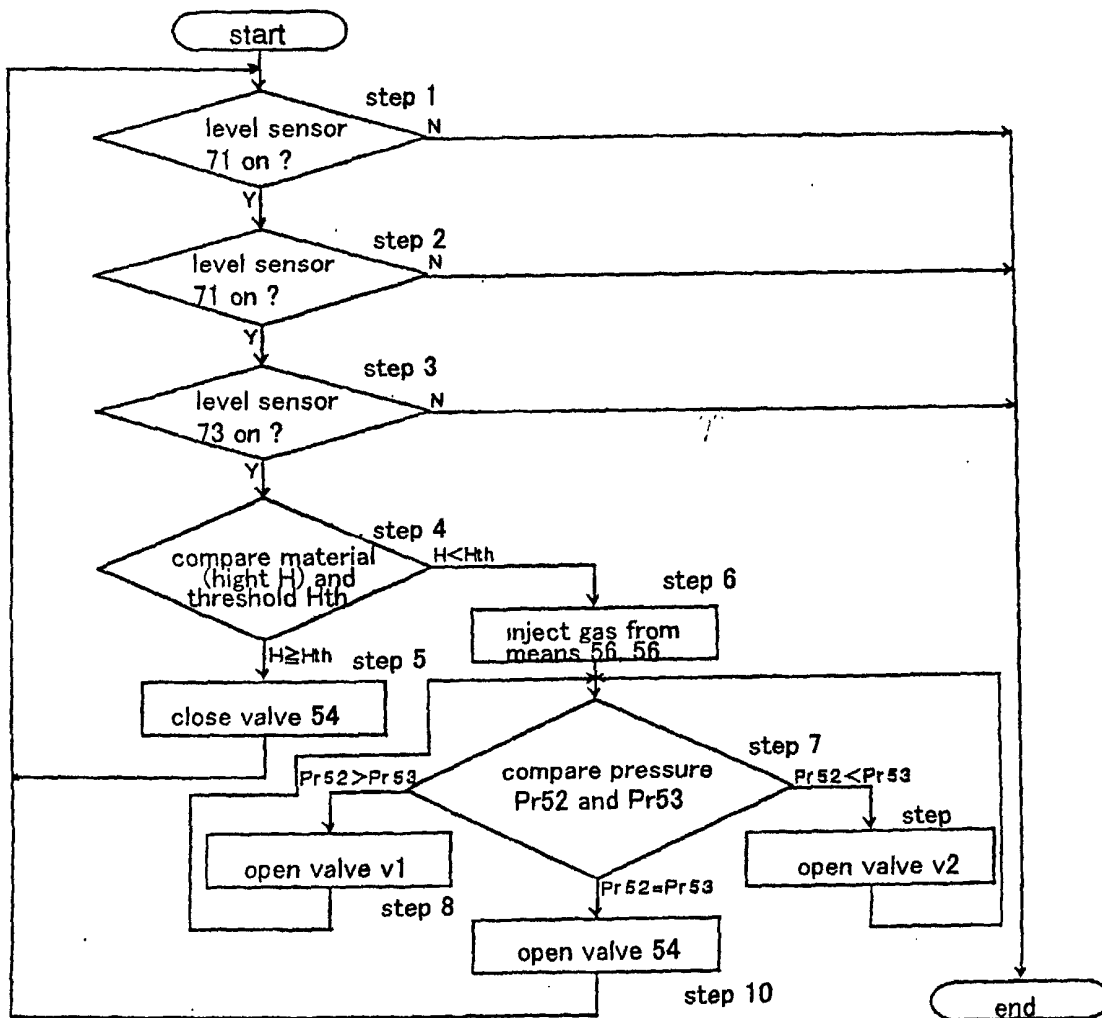 start
step 1
level sensor
71 on ?
N
Y
step 2
level sensor
71 on ?
N
Y
step 3
level sensor
73 on ?
N
Y
step 4
compare material
(hight H) and
threshold Hth
H<Hth
H≧Hth
step 5
close valve 54
step 6
inject gas from
means 56, 56
step 7
compare pressure
Pr52 and Pr53
Pr52>Pr53
Pr52<Pr53
step
open valve v1
step 8
open valve v2
Pr52=Pr53
open valve 54
step 10
end